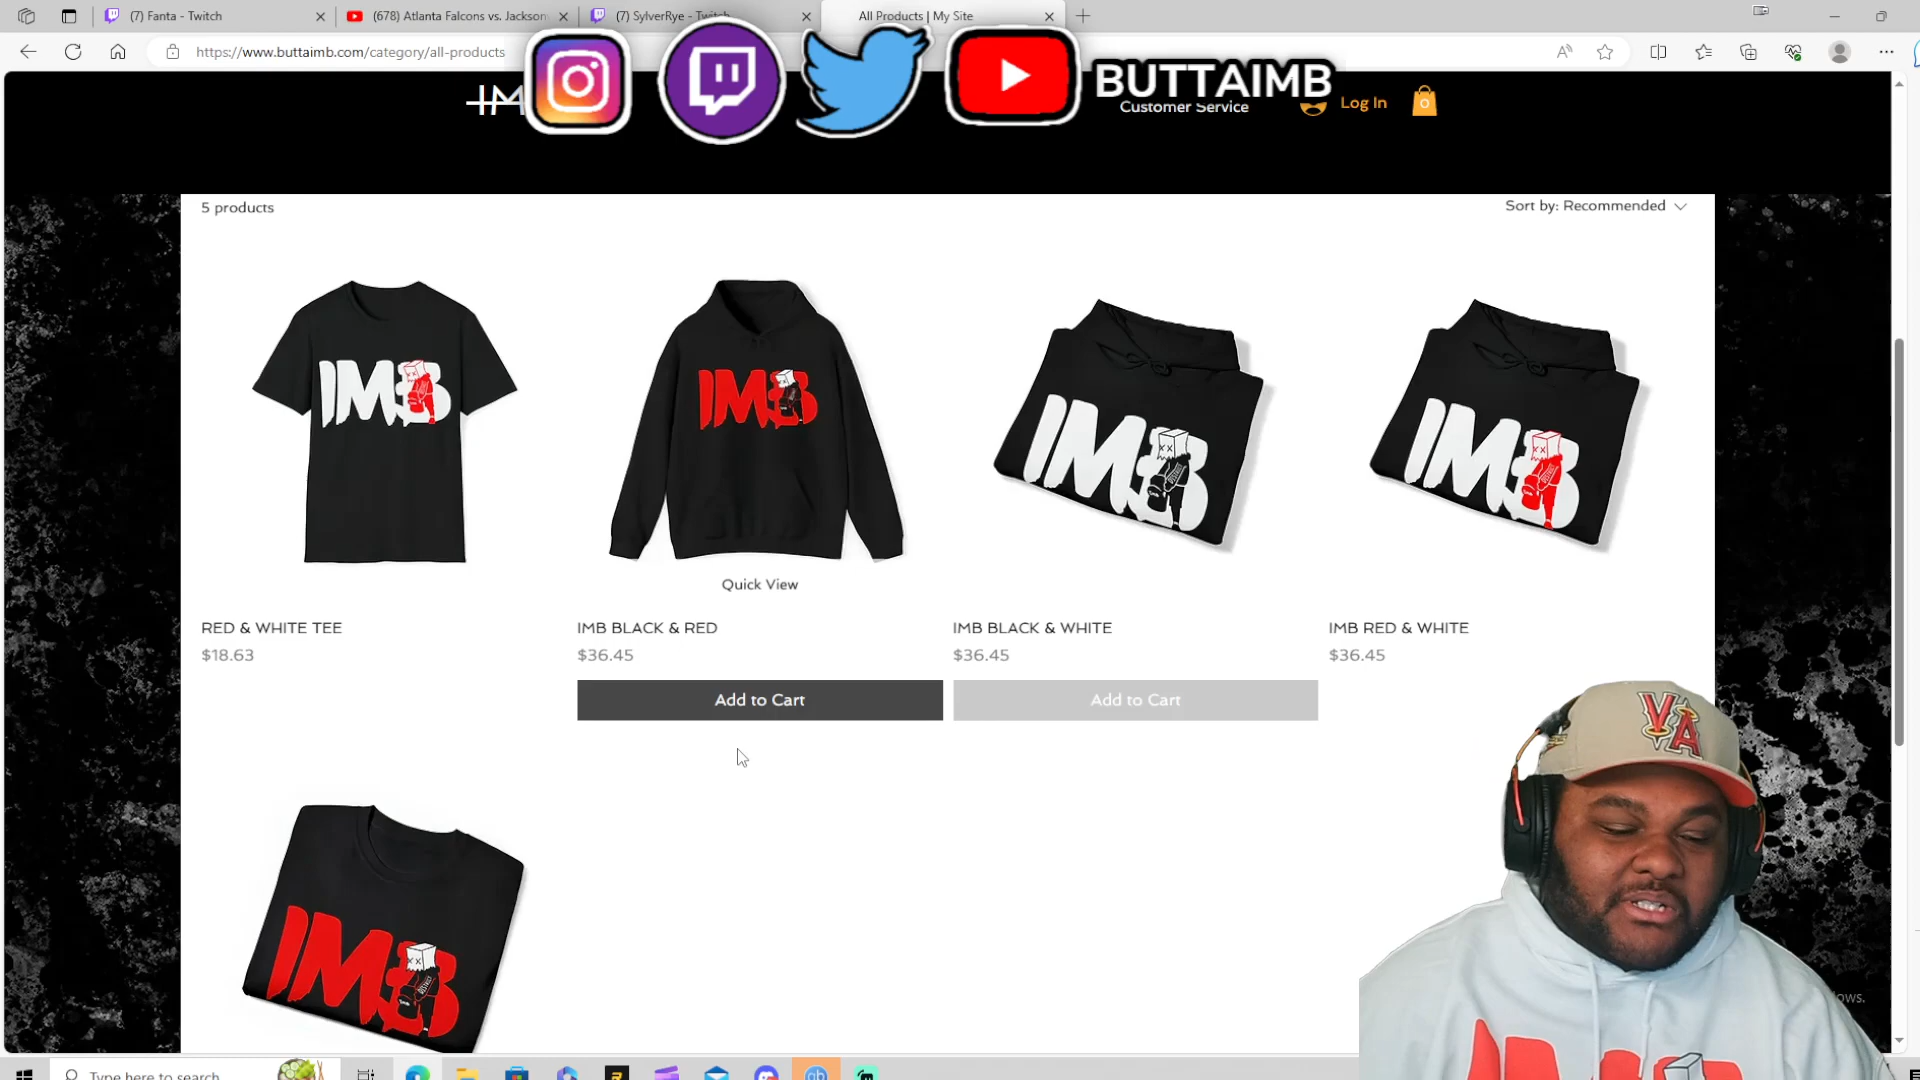 (7) Fanta - Twitch
(678) Atlanta Falcons vs. Jackson
(7) SylverRye - Twitch
All Products | My Site
https://www.buttaimb.com/category/all-products
IM
BUTTAIMB
Customer Service
Log In
0
5 products
Sort by: Recommended
IMB
IMB
IMB
IMB
Quick View
RED & WHITE TEE
$18.63
IMB BLACK & RED
$36.45
Add to Cart
IMB BLACK & WHITE
$36.45
Add to Cart
IMB RED & WHITE
$36.45
VA
IMB
ows.
IMB
Type here to search